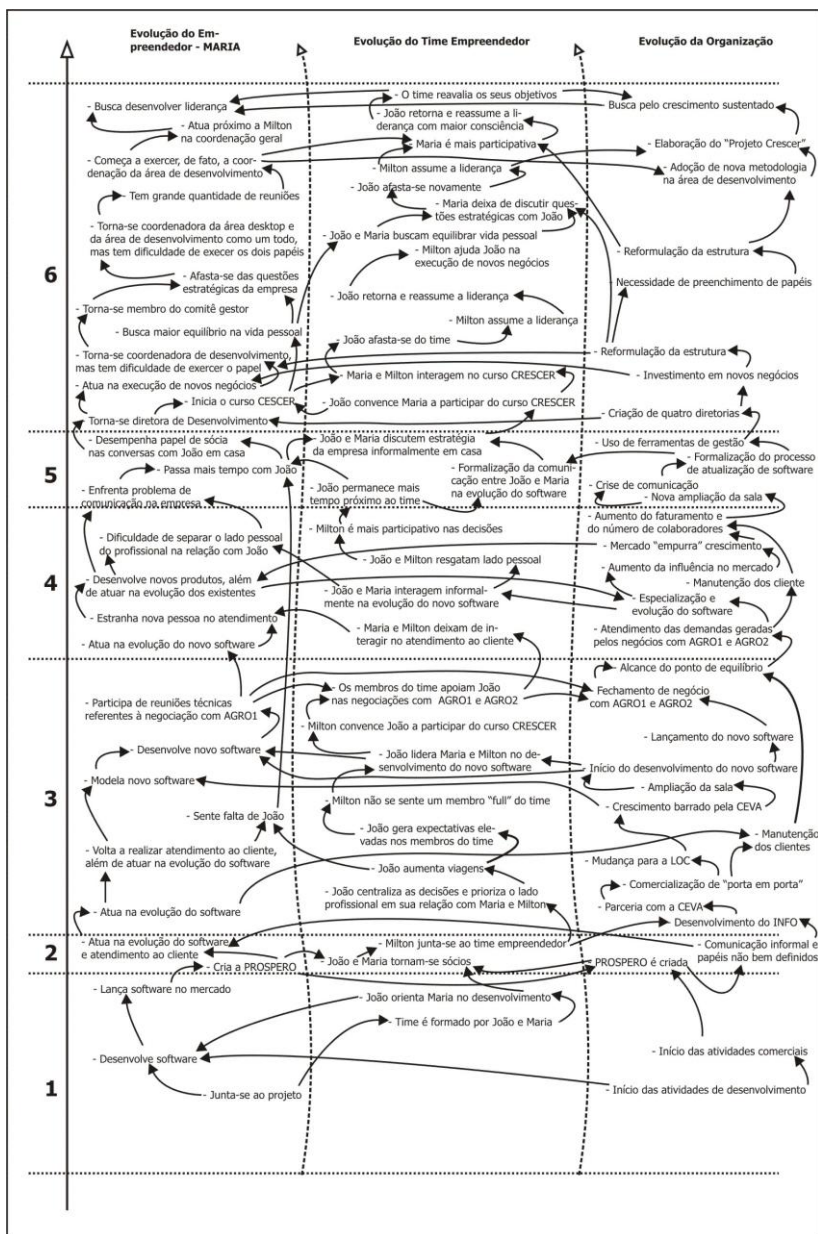 Evolução do Em-
preendedor - MARIA
Evolução do Time Empreendedor
Evolução da Organização
- O time reavalia os seus objetivos
- Busca desenvolver liderança
Busca pelo crescimento sustentado
- João retorna e reassume a li-
derança com maior consciência
- Atua próximo a Milton
na coordenação geral
- Maria é mais participativa
- Elaboração do "Projeto Crescer"
- Começa a exercer, de fato, a coor-
denação da área de desenvolvimento
- Milton assume a liderança
- Adoção de nova metodologia
na área de desenvolvimento
- João afasta-se novamente
- Tem grande quantidade de reuniões
- Maria deixa de discutir ques-
tões estratégicas com João
- Torna-se coordenadora da área desktop e
da área de desenvolvimento como um todo,
mas tem dificuldade de execer os dois papéis
- João e Maria buscam equilibrar vida pessoal
- Reformulação da estrutura
- Milton ajuda João na
execução de novos negócios
6
- Afasta-se das questões
estratégicas da empresa
- Necessidade de preenchimento de papéis
- João retorna e reassume a liderança
- Torna-se membro do comitê gestor
- Milton assume a liderança
- Busca maior equilíbrio na vida pessoal
- João afasta-se do time
- Torna-se coordenadora de desenvolvimento,
mas tem dificuldade de exercer o papel
- Reformulação da estrutura
- Maria e Milton interagem no curso CRESCER
- Investimento em novos negócios
- Atua na execução de novos negócios
- Inicia o curso CESCER
João convence Maria a participar do curso CRESCER
Torna-se diretora de Desenvolvimento
- Criação de quatro diretorias
- Desempenha papel de sócia
nas conversas com João em casa
- João e Maria discutem estratégia
da empresa informalmente em casa
- Uso de ferramentas de gestão
- Formalização do processo
de atualização de software
5
- Passa mais tempo com João
- Formalização da comuni-
cação entre João e Maria
na evolução do software
- Crise de comunicação
- Enfrenta problema de
comunicação na empresa
- João permanece mais
tempo próximo ao time
- Nova ampliação da sala
- Aumento do faturamento e
do número de colaboradores
- Milton é mais participativo nas decisões
- Dificuldade de separar o lado pessoal
do profissional na relação com João
- Mercado "empurra" crescimento
- João e Milton resgatam lado pessoal
- Aumento da influência no mercado
4
- Desenvolve novos produtos, além
de atuar na evolução dos existentes
- Manutenção dos cliente
- João e Maria interagem informal-
mente na evolução do novo software
- Especialização e
evolução do software
- Estranha nova pessoa no atendimento
- Maria e Milton deixam de in-
teragir no atendimento ao cliente
- Atendimento das demandas geradas
pelos negócios com AGRO1 e AGRO2
- Atua na evolução do novo software
- Alcance do ponto de equilíbrio
- Participa de reuniões técnicas
referentes à negociação com AGRO1
- Os membros do time apoiam João
nas negociações com AGRO1 e AGRO2
- Fechamento de negócio
com AGRO1 e AGRO2
- Milton convence João a participar do curso CRESCER
- Lançamento do novo software
- Desenvolve novo software
- João lidera Maria e Milton no de-
senvolvimento do novo software
- Início do desenvolvimento do novo software
- Modela novo software
- Ampliação da sala
3
- Milton não se sente um membro "full" do time
- Crescimento barrado pela CEVA
- Sente falta de João
- João gera expectativas ele-
vadas nos membros do time
- Manutenção
dos clientes
- Volta a realizar atendimento ao cliente,
além de atuar na evolução do software
- Mudança para a LOC
- João aumenta viagens
- Comercialização de "porta em porta"
- João centraliza as decisões e prioriza o lado
profissional em sua relação com Maria e Milton
- Parceria com a CEVA
- Atua na evolução do software
Desenvolvimento do INFO
2
- Atua na evolução do software
e atendimento ao cliente
- Milton junta-se ao time empreendedor
- Comunicação informal e
papéis não bem definidos
- Cria a PROSPERO
- João e Maria tornam-se sócios
PROSPERO é criada
- Lança software no mercado
- João orienta Maria no desenvolvimento
- Time é formado por João e Maria
- Desenvolve software
- Início das atividades comerciais
1
- Junta-se ao projeto
- Início das atividades de desenvolvimento